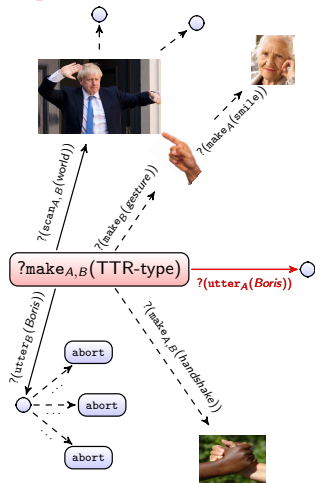 ?(scan_{A,B}(world))
?(make_B(gesture))
?(make_A(smile))
?make_{A,B}(TTR-type)
?(utter_A(Boris))
?(utter_B(Boris))
?(make_{A,B}(handshake))
abort
abort
abort